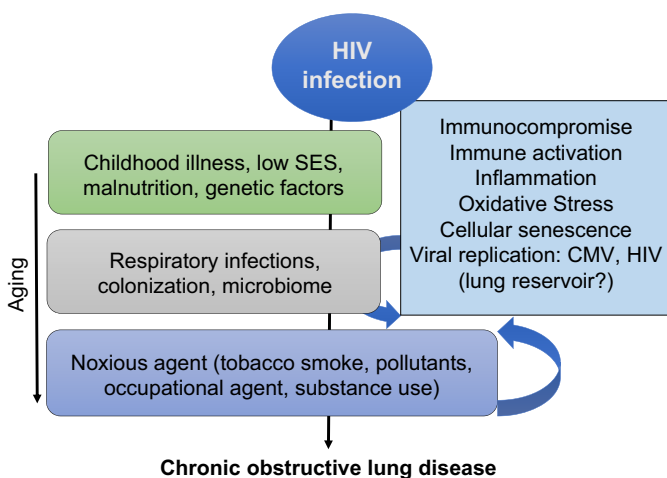 HIV
infection
Immunocompromise
Immune activation
Inflammation
Oxidative Stress
Cellular senescence
Viral replication: CMV, HIV
(lung reservoir?)
Childhood illness, low SES,
malnutrition, genetic factors
Respiratory infections,
colonization, microbiome
Aging
Noxious agent (tobacco smoke, pollutants,
occupational agent, substance use)
Chronic obstructive lung disease